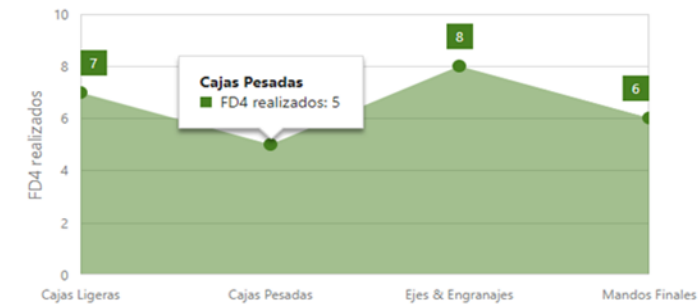 10
8
7
8
6
Cajas Pesadas
FD4 realizados: 5
6
4
2
0
FD4 realizados
Cajas Ligeras
Cajas Pesadas
Ejes & Engranajes
Mandos Finales